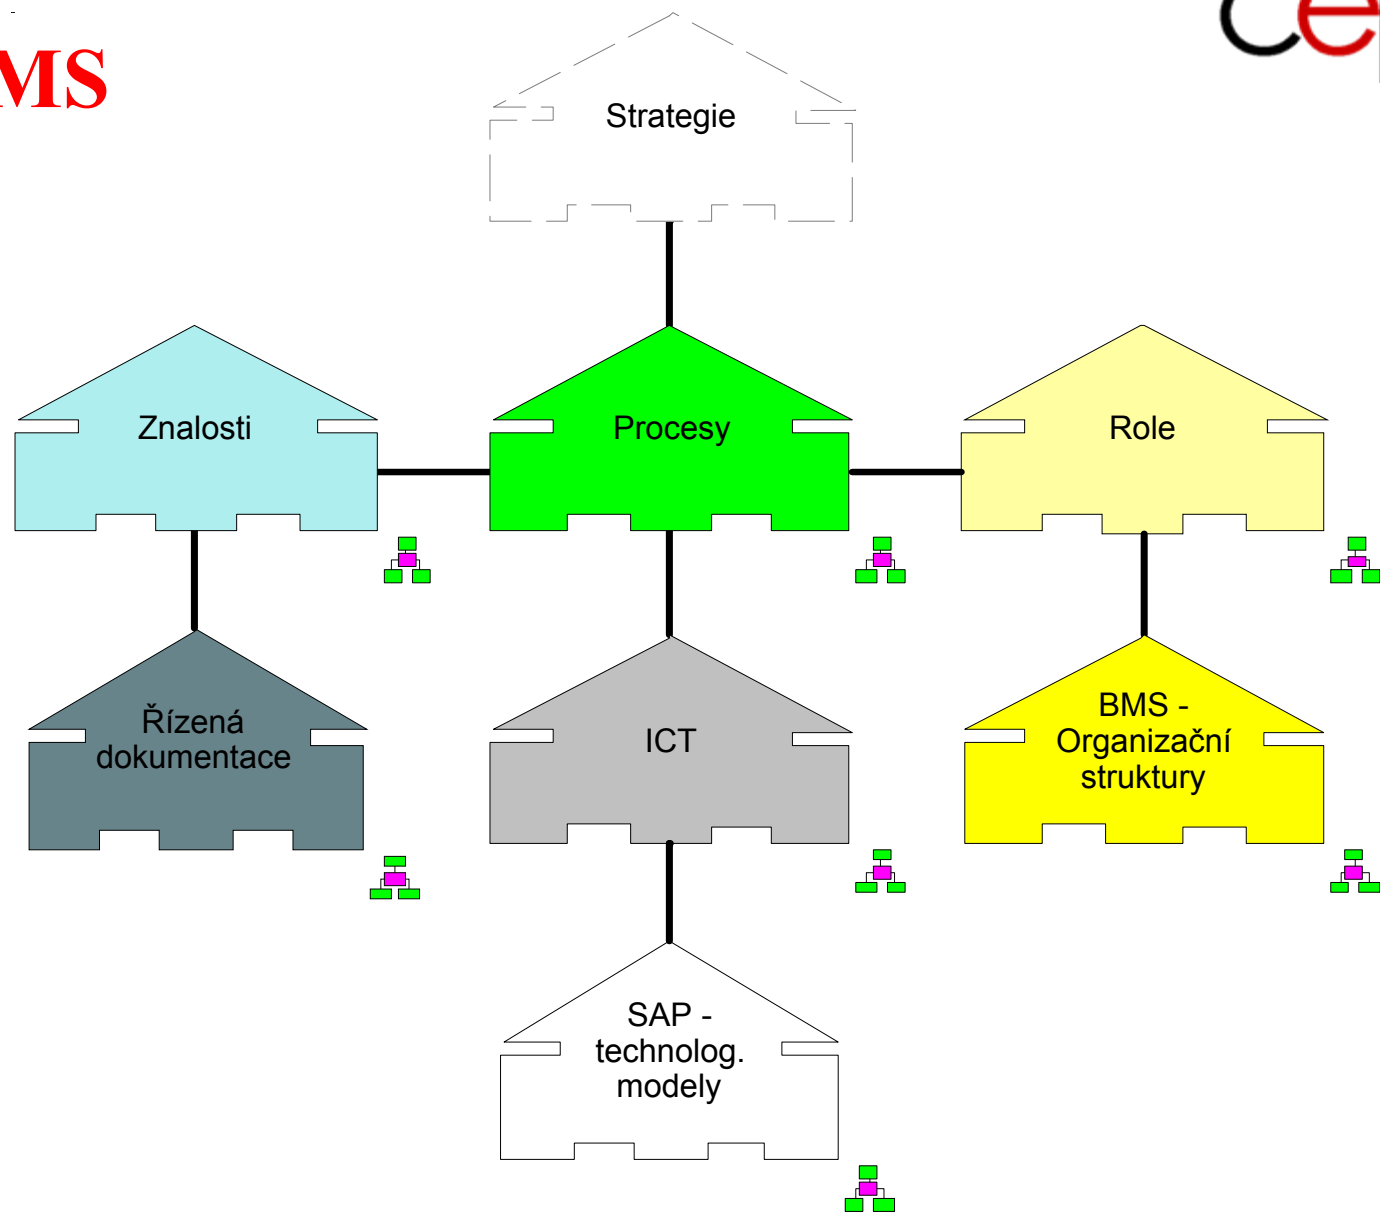 MS
Strategie
Znalosti
Procesy
Role
Řízená
dokumentace
ICT
BMS -
Organizační
struktury
SAP -
technolog.
modely